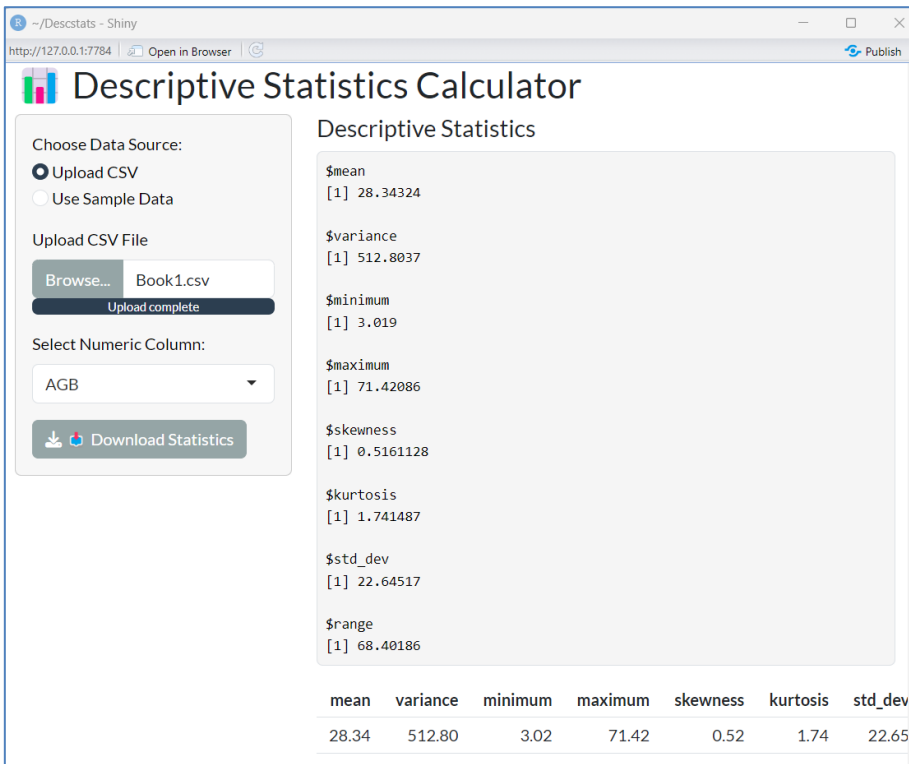 R ~/Descstats - Shiny
http://127.0.0.1:7784 Open in Browser Publish
Descriptive Statistics Calculator
Choose Data Source:
Upload CSV
Use Sample Data
Upload CSV File
Browse... Book1.csv
Upload complete
Select Numeric Column:
AGB
Download Statistics
Descriptive Statistics
$mean
[1] 28.34324
$variance
[1] 512.8037
$minimum
[1] 3.019
$maximum
[1] 71.42086
$skewness
[1] 0.5161128
$kurtosis
[1] 1.741487
$std_dev
[1] 22.64517
$range
[1] 68.40186
mean variance minimum maximum skewness kurtosis std_dev
28.34 512.80 3.02 71.42 0.52 1.74 22.65